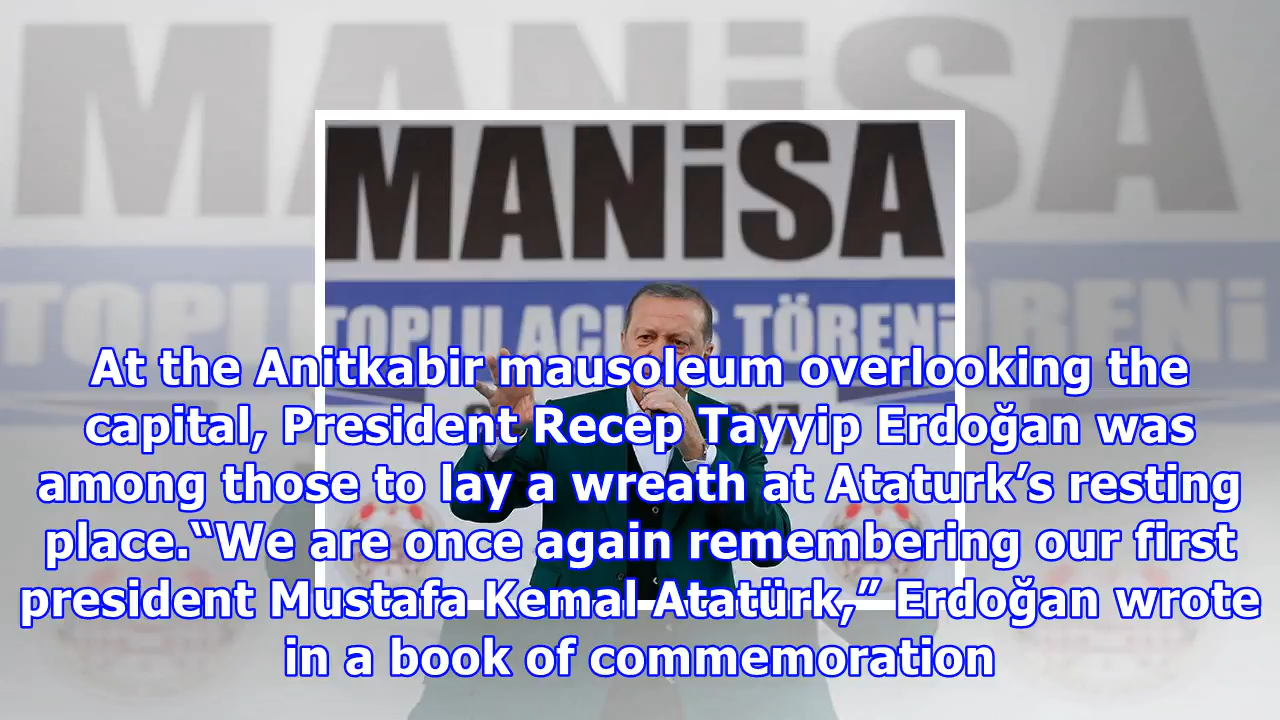 MANiSA
TOPLU AÇILIŞ TÖRENi
At the Anitkabir mausoleum overlooking the
capital, President Recep Tayyip Erdoğan was
among those to lay a wreath at Ataturk’s resting
place.“We are once again remembering our first
president Mustafa Kemal Atatürk,” Erdoğan wrote
in a book of commemoration